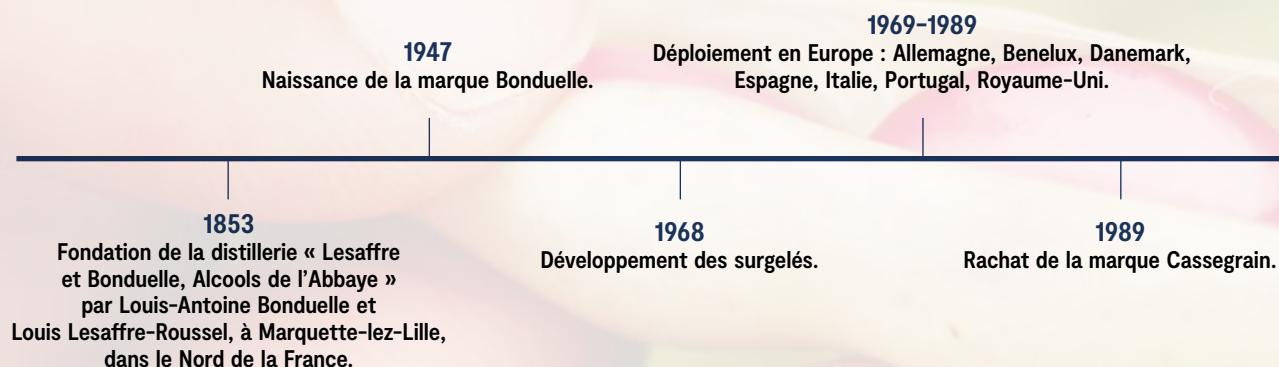 1853
Fondation de la distillerie « Lesaffre
et Bonduelle, Alcools de l'Abbaye »
par Louis-Antoine Bonduelle et
Louis Lesaffre-Roussel, à Marquette-lez-Lille,
dans le Nord de la France.
1947
Naissance de la marque Bonduelle.
1968
Développement des surgelés.
1969-1989
Déploiement en Europe : Allemagne, Benelux, Danemark,
Espagne, Italie, Portugal, Royaume-Uni.
1989
Rachat de la marque Cassegrain.